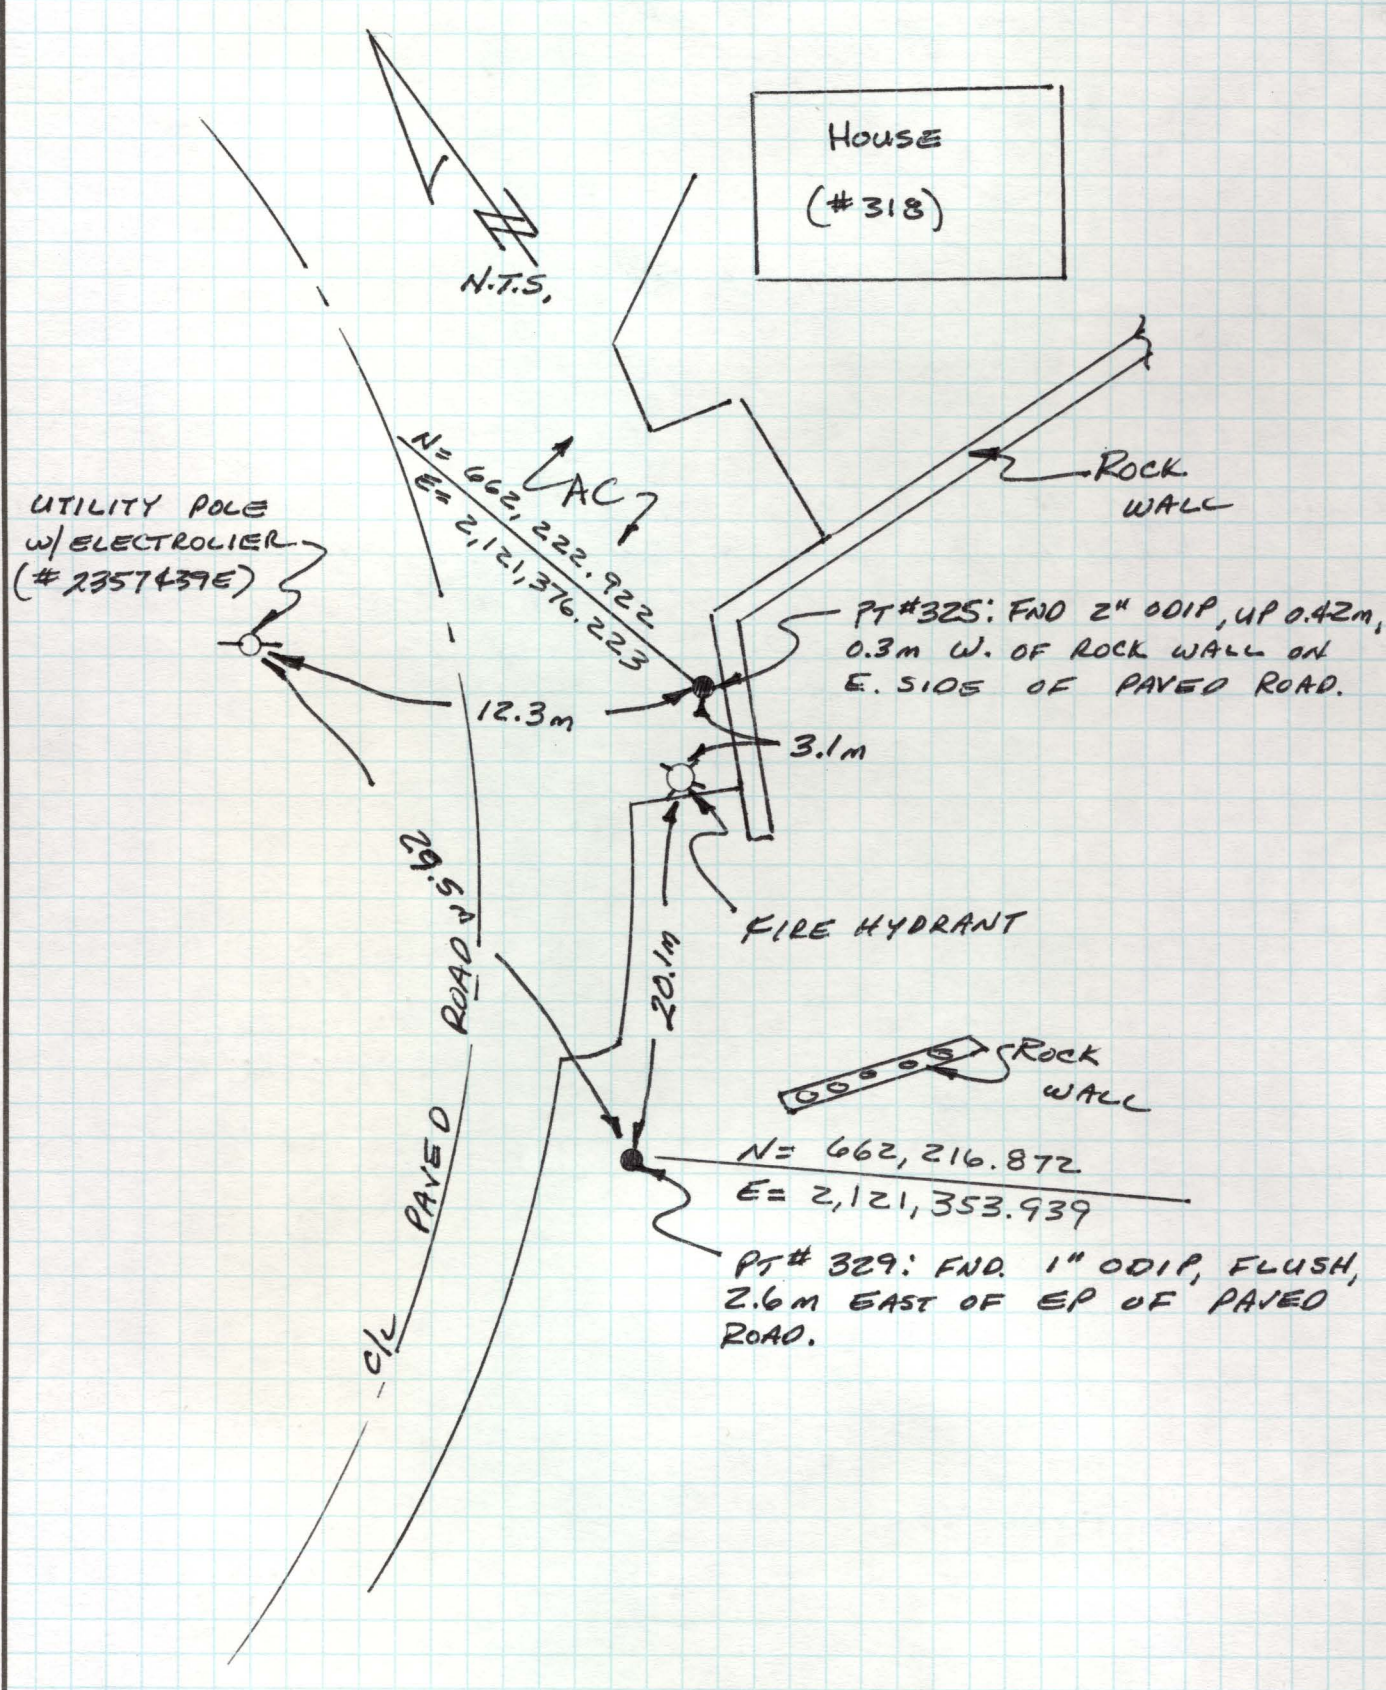 HOUSE
(#318)
N.T.S.
N= 662,222.922
E= 2,121,376.223
AC
ROCK
WALL
UTILITY POLE
W/ ELECTROLIER
(#2357439E)
PT #325: FND 2" ODIP, UP 0.42m,
0.3m W. OF ROCK WALL ON
E. SIDE OF PAVED ROAD.
12.3m
3.1m
29.5m
FIRE HYDRANT
20.1m
C/L PAVED ROAD
ROCK
WALL
N= 662,216.872
E= 2,121,353.939
PT# 329: FND. 1" ODIP, FLUSH,
2.6m EAST OF EP OF PAVED
ROAD.